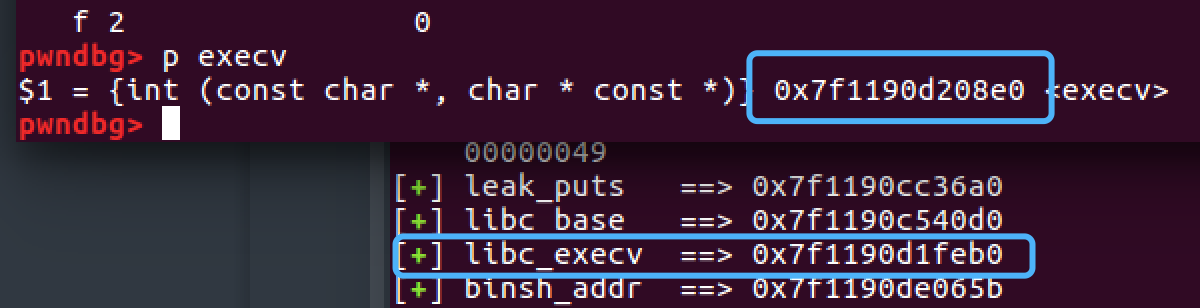 f 2 0
pwndbg> p execv
$1 = {int (const char *, char * const *)} 0x7f1190d208e0 <execv>
pwndbg>
00000049
[+] leak_puts ==> 0x7f1190cc36a0
[+] libc_base ==> 0x7f1190c540d0
[+] libc_execv ==> 0x7f1190d1feb0
[+] binsh_addr ==> 0x7f1190de065b